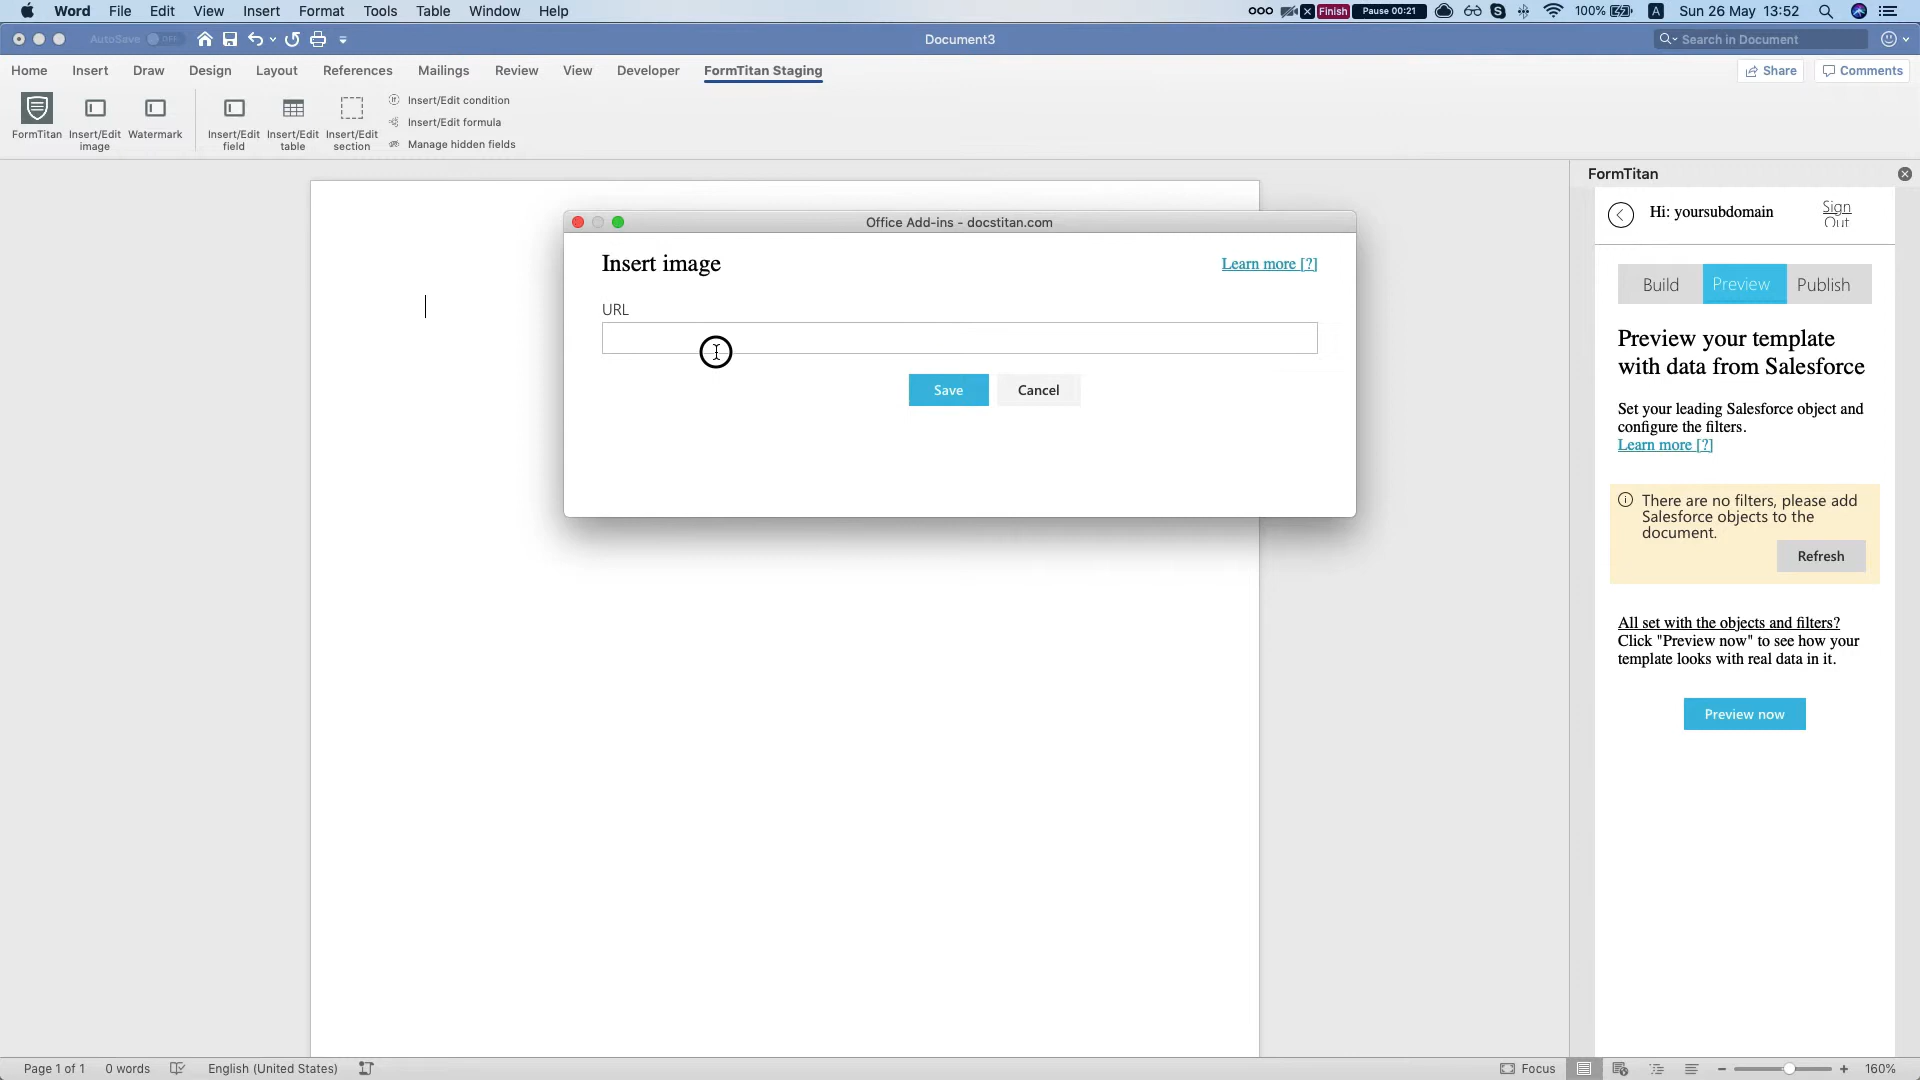 Word File Edit View Insert Format Tools Table Window Help Finish Pause 00:21 100% A Sun 26 May 13:52
AutoSave OFF Document3 Search in Document
Home Insert Draw Design Layout References Mailings Review View Developer FormTitan Staging Share Comments
FormTitan
Insert/Edit
image
Watermark
Insert/Edit
field
Insert/Edit
table
Insert/Edit
section
Insert/Edit condition
Insert/Edit formula
Manage hidden fields
Office Add-ins - docstitan.com
Insert image
Learn more [?]
URL
Save Cancel
FormTitan
Hi: yoursubdomain
Sign
Out
Build Preview Publish
Preview your template
with data from Salesforce
Set your leading Salesforce object and
configure the filters.
Learn more [?]
There are no filters, please add
Salesforce objects to the
document.
Refresh
All set with the objects and filters?
Click "Preview now" to see how your
template looks with real data in it.
Preview now
Page 1 of 1 0 words English (United States) Focus 160%